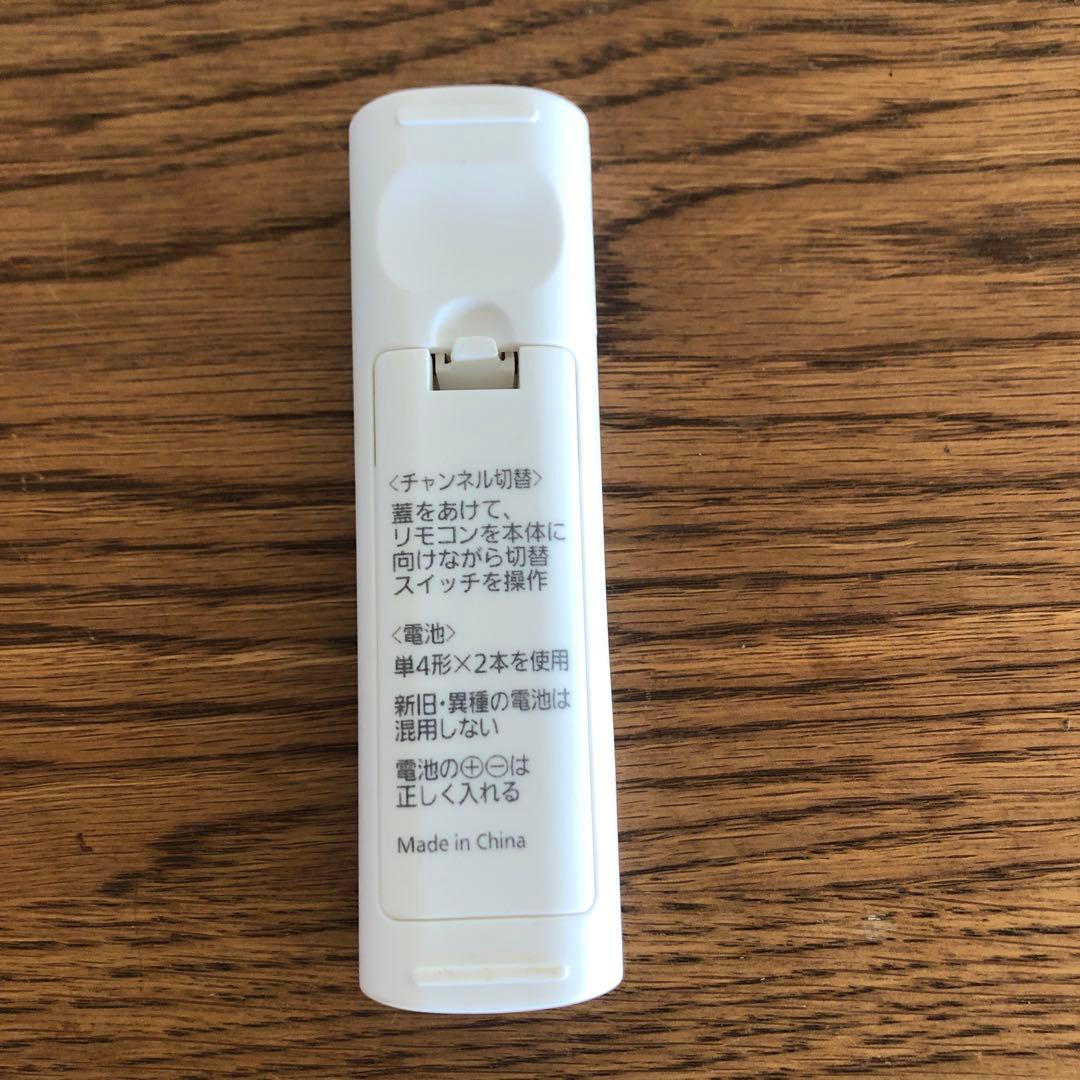 〈チャンネル切替〉
蓋をあけて、
リモコンを本体に
向けながら切替
スイッチを操作
〈電池〉
単4形×2本を使用
新旧・異種の電池は
混用しない
電池の⊕⊖は
正しく入れる
Made in China